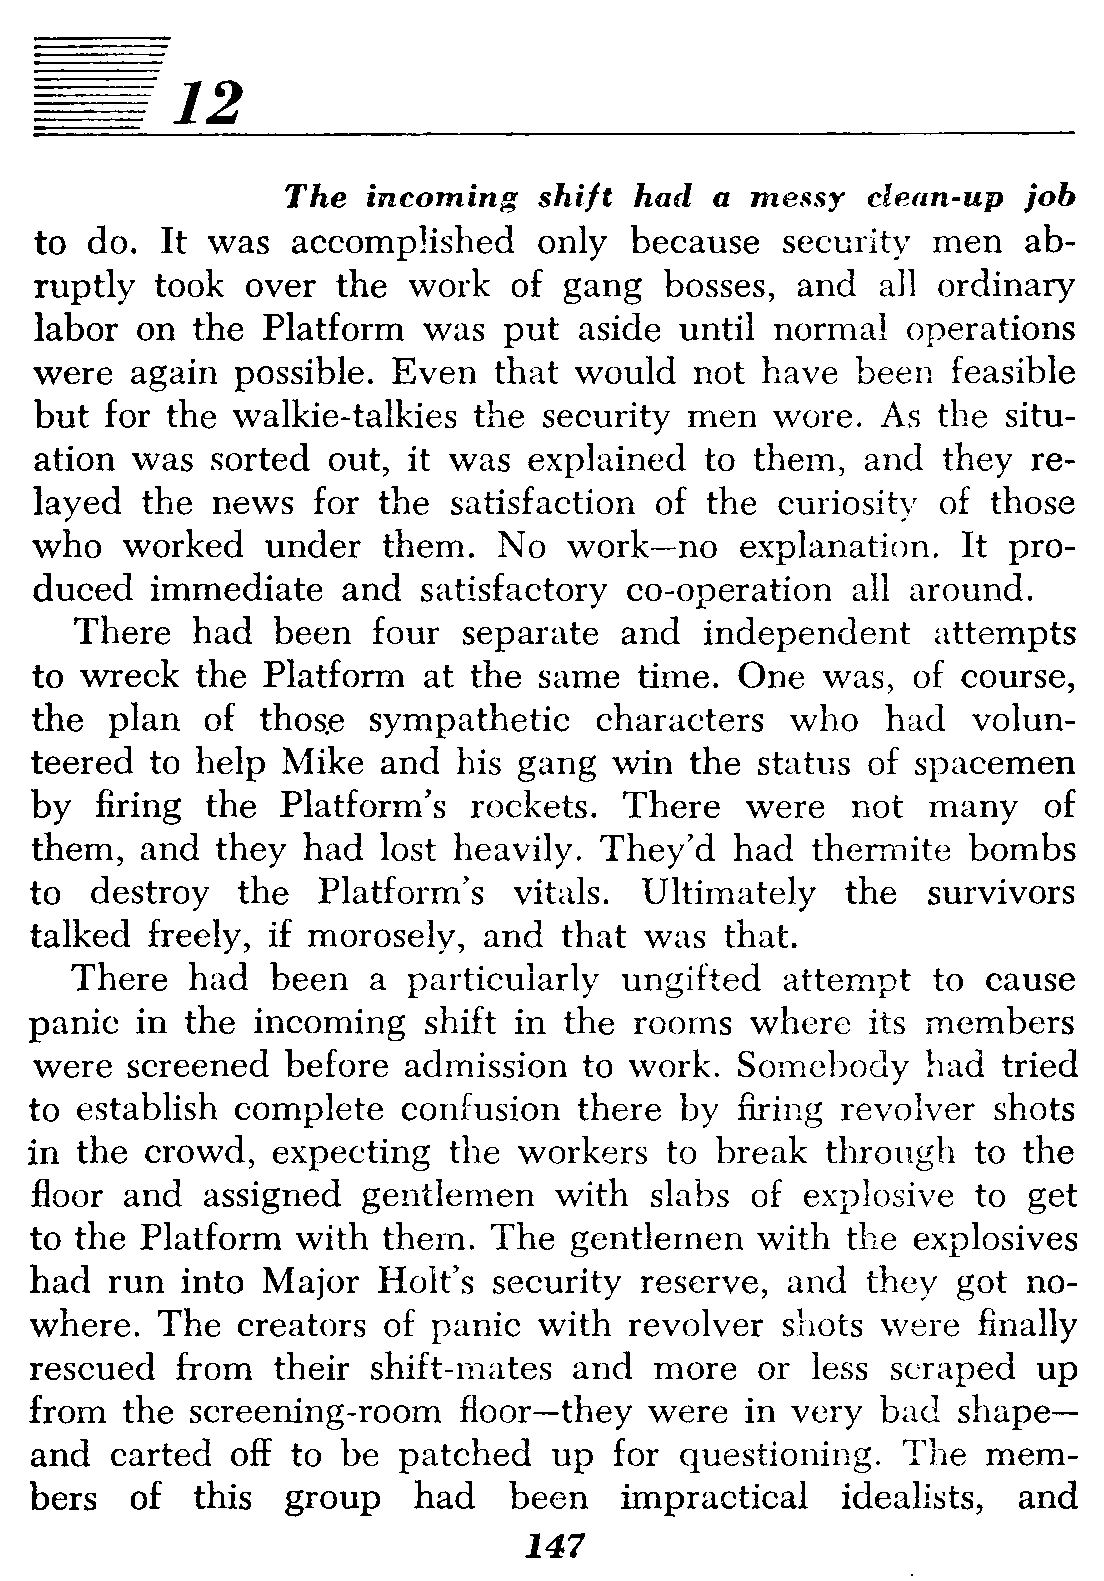 12
The incoming shift had a messy clean-up job
to do. It was accomplished only because security men ab-
ruptly took over the work of gang bosses, and all ordinary
labor on the Platform was put aside until normal operations
were again possible. Even that would not have been feasible
but for the walkie-talkies the security men wore. As the situ-
ation was sorted out, it was explained to them, and they re-
layed the news for the satisfaction of the curiosity of those
who worked under them. No work—no explanation. It pro-
duced immediate and satisfactory co-operation all around.
There had been four separate and independent attempts
to wreck the Platform at the same time. One was, of course,
the plan of those sympathetic characters who had volun-
teered to help Mike and his gang win the status of spacemen
by firing the Platform's rockets. There were not many of
them, and they had lost heavily. They'd had thermite bombs
to destroy the Platform's vitals. Ultimately the survivors
talked freely, if morosely, and that was that.
There had been a particularly ungifted attempt to cause
panic in the incoming shift in the rooms where its members
were screened before admission to work. Somebody had tried
to establish complete confusion there by firing revolver shots
in the crowd, expecting the workers to break through to the
floor and assigned gentlemen with slabs of explosive to get
to the Platform with them. The gentlemen with the explosives
had run into Major Holt's security reserve, and they got no-
where. The creators of panic with revolver shots were finally
rescued from their shift-mates and more or less scraped up
from the screening-room floor—they were in very bad shape—
and carted off to be patched up for questioning. The mem-
bers of this group had been impractical idealists, and
147